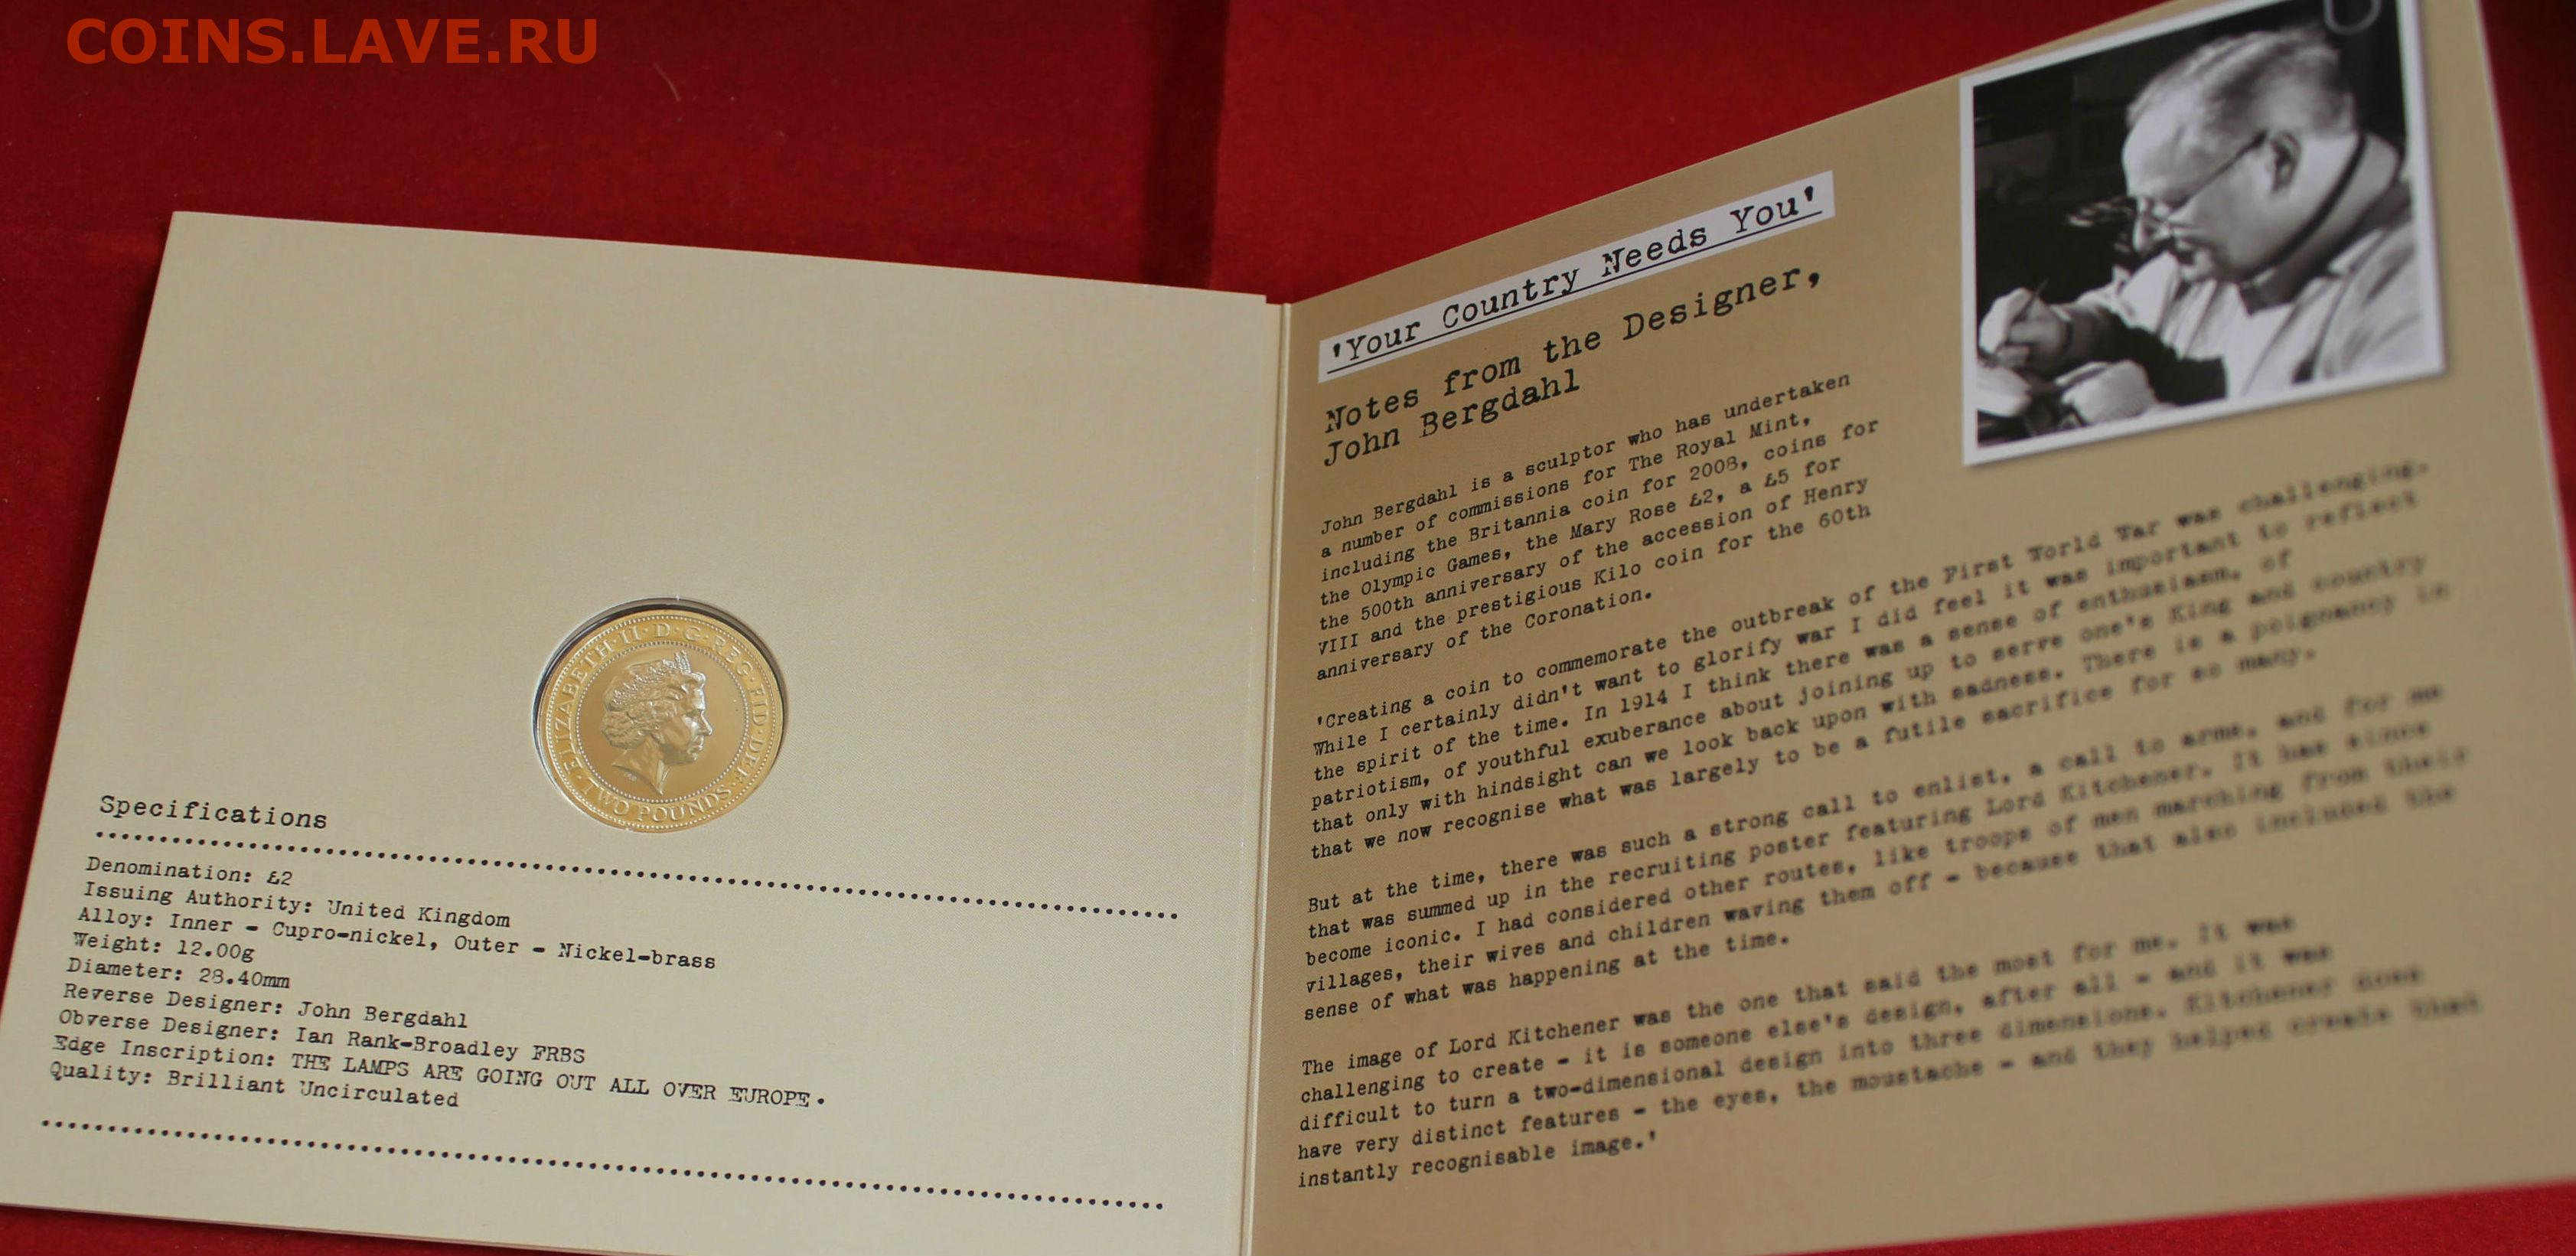 COINS.LAVE.RU
ELIZABETH·II·D·G·REG·FID·DEF
TWO POUNDS
Specifications
Denomination: £2
Issuing Authority: United Kingdom
Alloy: Inner - Cupro-nickel, Outer - Nickel-brass
Weight: 12.00g
Diameter: 28.40mm
Reverse Designer: John Bergdahl
Obverse Designer: Ian Rank-Broadley FRBS
Edge Inscription: THE LAMPS ARE GOING OUT ALL OVER EUROPE.
Quality: Brilliant Uncirculated
'Your Country Needs You'
Notes from the Designer,
John Bergdahl
John Bergdahl is a sculptor who has undertaken
a number of commissions for The Royal Mint,
including the Britannia coin for 2008, coins for
the Olympic Games, the Mary Rose £2, a £5 for
the 500th anniversary of the accession of Henry
VIII and the prestigious Kilo coin for the 60th
anniversary of the Coronation.
'Creating a coin to commemorate the outbreak of the First World War was challenging.
While I certainly didn't want to glorify war I did feel it was important to reflect
the spirit of the time. In 1914 I think there was a sense of enthusiasm, of
patriotism, of youthful exuberance about joining up to serve one's King and country
that only with hindsight can we look back upon with sadness. There is a poignancy in
that we now recognise what was largely to be a futile sacrifice for so many.
But at the time, there was such a strong call to enlist, a call to arms, and for me
that was summed up in the recruiting poster featuring Lord Kitchener. It has since
become iconic. I had considered other routes, like troops of men marching from their
villages, their wives and children waving them off - because that also included the
sense of what was happening at the time.
The image of Lord Kitchener was the one that said the most for me. It was
challenging to create - it is someone else's design, after all - and it was
difficult to turn a two-dimensional design into three dimensions. Kitchener does
have very distinct features - the eyes, the moustache - and they helped create that
instantly recognisable image.'